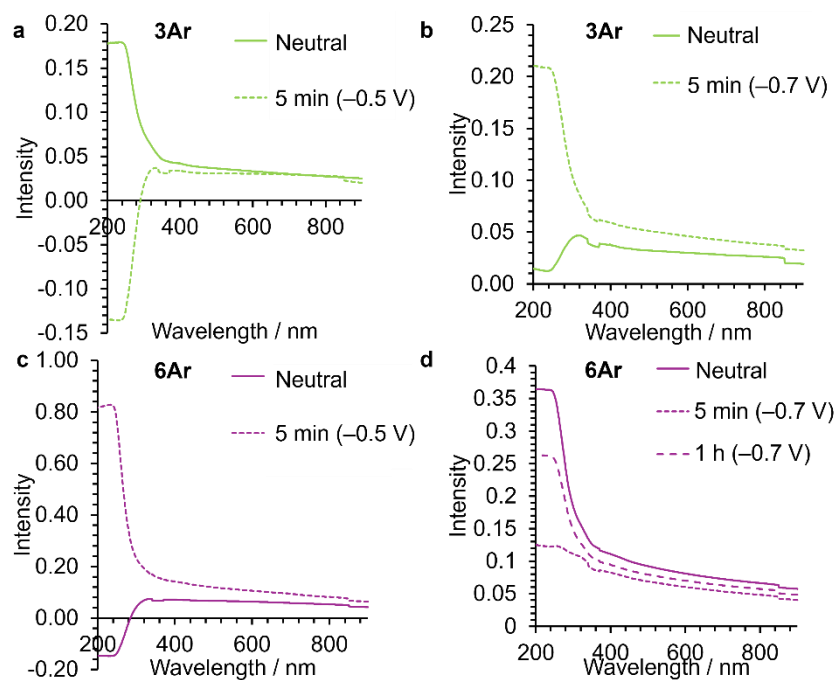 a
3Ar
Neutral
5 min (–0.5 V)
0.20
0.15
0.10
0.05
0.00
-0.05
-0.10
-0.15
Intensity
200 400 600 800
Wavelength / nm
b
3Ar
Neutral
5 min (–0.7 V)
0.25
0.20
0.15
0.10
0.05
0.00
Intensity
200 400 600 800
Wavelength / nm
c
6Ar
Neutral
5 min (–0.5 V)
1.00
0.80
0.60
0.40
0.20
0.00
-0.20
Intensity
200 400 600 800
Wavelength / nm
d
6Ar
Neutral
5 min (–0.7 V)
1 h (–0.7 V)
0.4
0.35
0.3
0.25
0.2
0.15
0.1
0.05
0
Intensity
200 400 600 800
Wavelength / nm